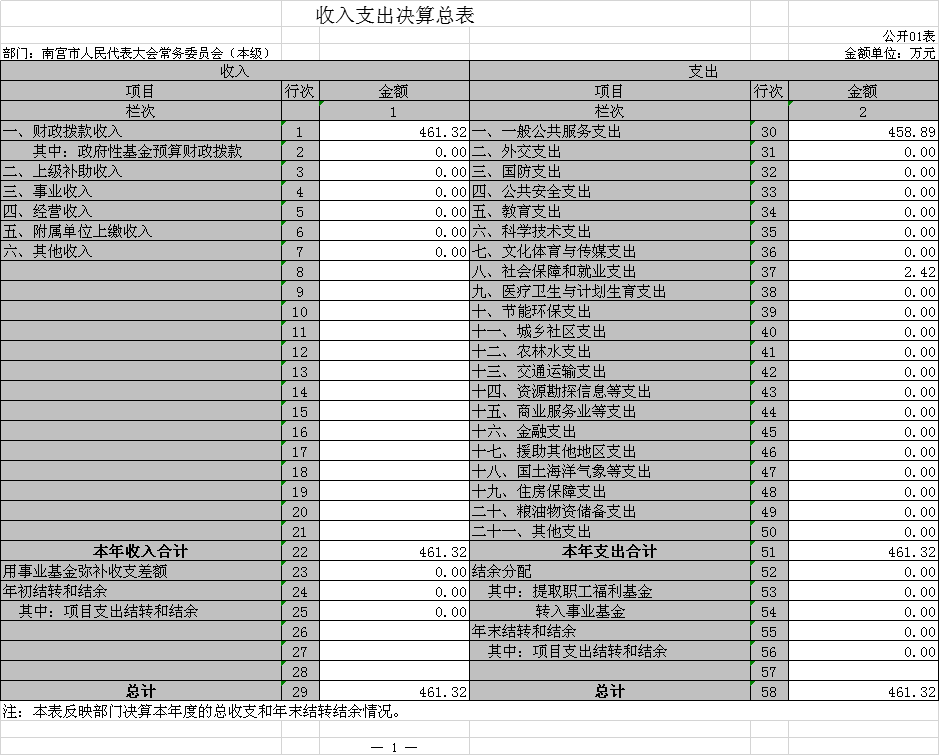 收入支出决算总表
公开01表
部门：南宫市人民代表大会常务委员会（本级） 金额单位：万元
收入 支出
项目 行次 金额 项目 行次 金额
栏次 1 栏次 2
一、财政拨款收入 1 461.32 一、一般公共服务支出 30 458.89
其中：政府性基金预算财政拨款 2 0.00 二、外交支出 31 0.00
二、上级补助收入 3 0.00 三、国防支出 32 0.00
三、事业收入 4 0.00 四、公共安全支出 33 0.00
四、经营收入 5 0.00 五、教育支出 34 0.00
五、附属单位上缴收入 6 0.00 六、科学技术支出 35 0.00
六、其他收入 7 0.00 七、文化体育与传媒支出 36 0.00
8 八、社会保障和就业支出 37 2.42
9 九、医疗卫生与计划生育支出 38 0.00
10 十、节能环保支出 39 0.00
11 十一、城乡社区支出 40 0.00
12 十二、农林水支出 41 0.00
13 十三、交通运输支出 42 0.00
14 十四、资源勘探信息等支出 43 0.00
15 十五、商业服务业等支出 44 0.00
16 十六、金融支出 45 0.00
17 十七、援助其他地区支出 46 0.00
18 十八、国土海洋气象等支出 47 0.00
19 十九、住房保障支出 48 0.00
20 二十、粮油物资储备支出 49 0.00
21 二十一、其他支出 50 0.00
本年收入合计 22 461.32 本年支出合计 51 461.32
用事业基金弥补收支差额 23 0.00 结余分配 52 0.00
年初结转和结余 24 0.00 其中：提取职工福利基金 53 0.00
其中：项目支出结转和结余 25 0.00 转入事业基金 54 0.00
26 年末结转和结余 55 0.00
27 其中：项目支出结转和结余 56 0.00
28 57
总计 29 461.32 总计 58 461.32
注：本表反映部门决算本年度的总收支和年末结转结余情况。
— 1 —